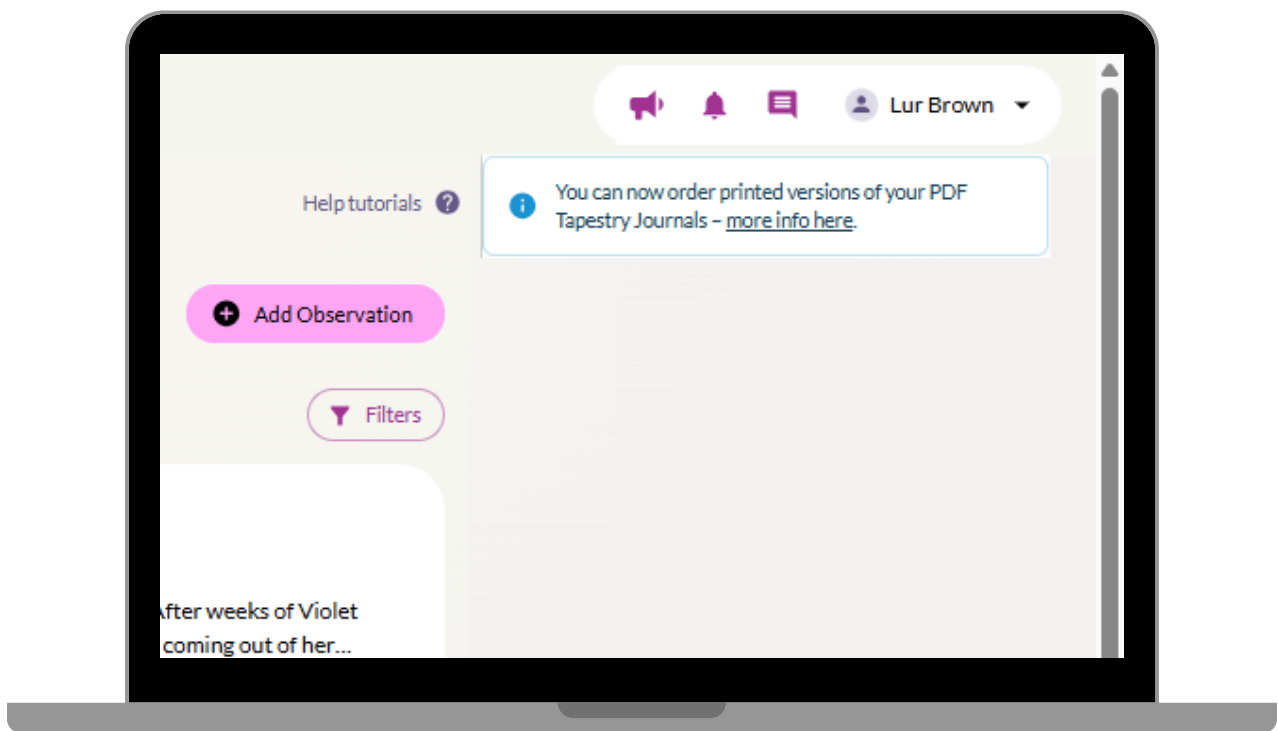 Lur Brown
Help tutorials
You can now order printed versions of your PDF
Tapestry Journals – more info here.
Add Observation
Filters
After weeks of Violet
coming out of her...